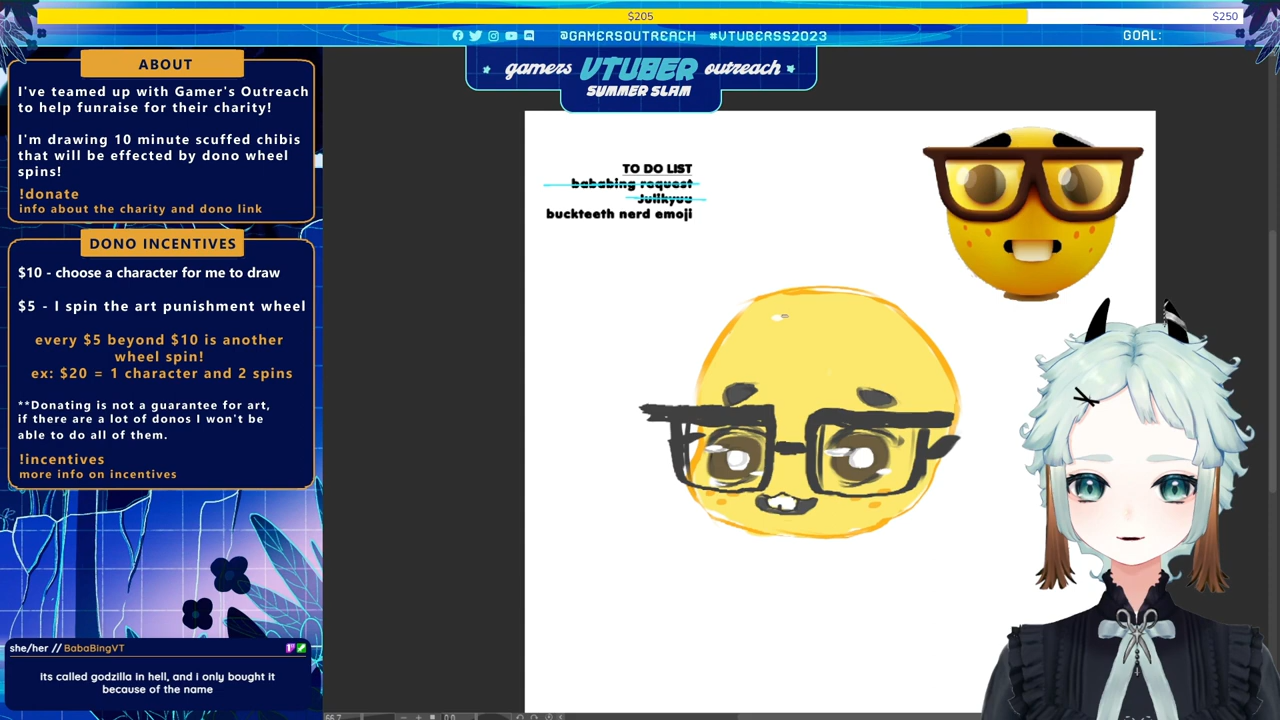 $205
$250
@GAMERSOUTREACH #VTUBERSS2023
GOAL:
gamers VTUBER outreach
SUMMER SLAM
ABOUT
I've teamed up with Gamer's Outreach
to help funraise for their charity!
I'm drawing 10 minute scuffed chibis
that will be effected by dono wheel
spins!
!donate
info about the charity and dono link
DONO INCENTIVES
$10 - choose a character for me to draw
$5 - I spin the art punishment wheel
every $5 beyond $10 is another
wheel spin!
ex: $20 = 1 character and 2 spins
**Donating is not a guarantee for art,
if there are a lot of donos I won't be
able to do all of them.
!incentives
more info on incentives
she/her // BabaBingVT
its called godzilla in hell, and i only bought it
because of the name
TO DO LIST
bababing request
Jullkyuu
buckteeth nerd emoji
66.7
0.0